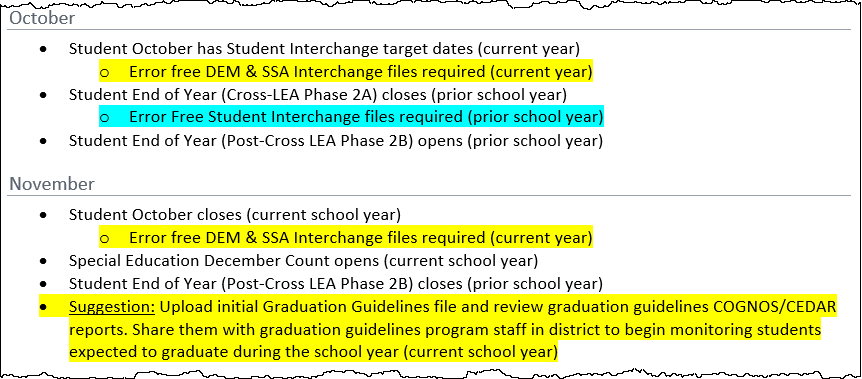 October
• Student October has Student Interchange target dates (current year)
o Error free DEM & SSA Interchange files required (current year)
• Student End of Year (Cross-LEA Phase 2A) closes (prior school year)
o Error Free Student Interchange files required (prior school year)
• Student End of Year (Post-Cross LEA Phase 2B) opens (prior school year)
November
• Student October closes (current school year)
o Error free DEM & SSA Interchange files required (current year)
• Special Education December Count opens (current school year)
• Student End of Year (Post-Cross LEA Phase 2B) closes (prior school year)
• Suggestion: Upload initial Graduation Guidelines file and review graduation guidelines COGNOS/CEDAR
reports. Share them with graduation guidelines program staff in district to begin monitoring students
expected to graduate during the school year (current school year)